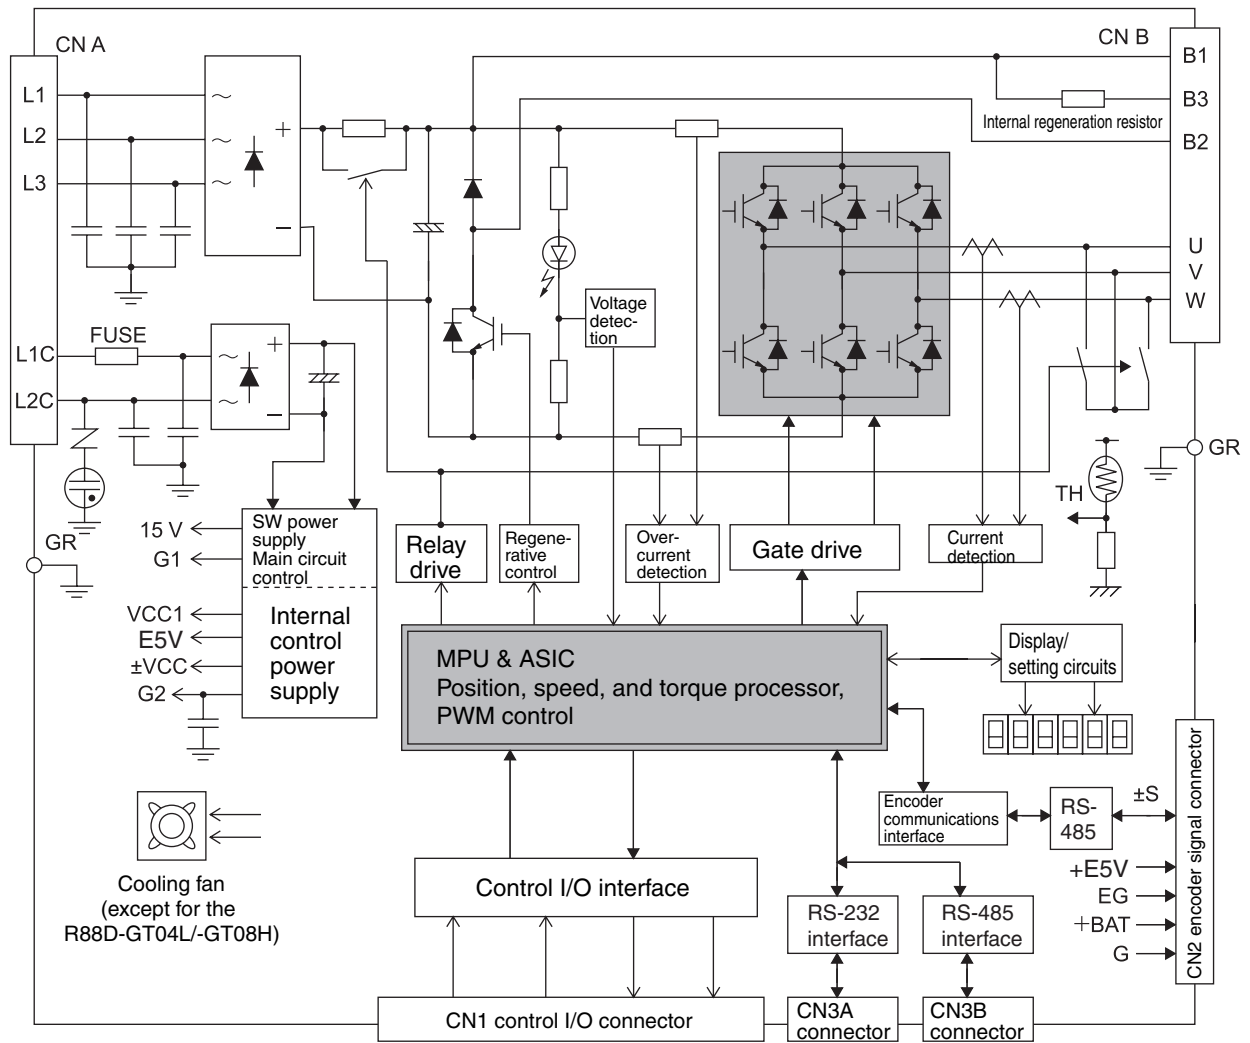 CN A
CN B
L1
L2
L3
L1C
L2C
FUSE
+
−
+
−
B1
B3
Internal regeneration resistor
B2
U
V
W
Voltage
detec-
tion
GR
GR
TH
15 V
G1
VCC1
E5V
±VCC
G2
SW power
supply
Main circuit
control
Internal
control
power
supply
Relay
drive
Regene-
rative
control
Over-
current
detection
Gate drive
Current
detection
MPU & ASIC
Position, speed, and torque processor,
PWM control
Display/
setting circuits
Encoder
communications
interface
RS-
485
±S
+E5V
EG
+BAT
G
CN2 encoder signal connector
Cooling fan
(except for the
R88D-GT04L/-GT08H)
Control I/O interface
RS-232
interface
RS-485
interface
CN1 control I/O connector
CN3A
connector
CN3B
connector